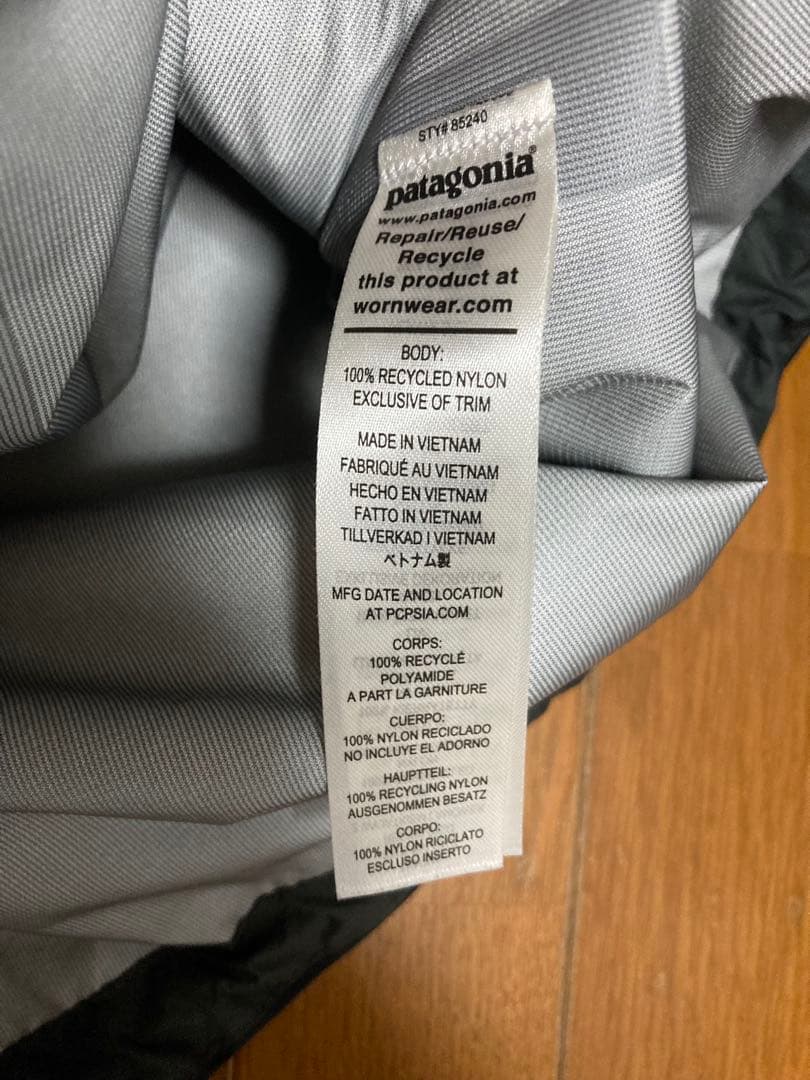 STY# 85240
patagonia®
www.patagonia.com
Repair/Reuse/
Recycle
this product at
wornwear.com
BODY:
100% RECYCLED NYLON
EXCLUSIVE OF TRIM
MADE IN VIETNAM
FABRIQUÉ AU VIETNAM
HECHO EN VIETNAM
FATTO IN VIETNAM
TILLVERKAD I VIETNAM
ベトナム製
MFG DATE AND LOCATION
AT PCPSIA.COM
CORPS:
100% RECYCLÉ
POLYAMIDE
A PART LA GARNITURE
CUERPO:
100% NYLON RECICLADO
NO INCLUYE EL ADORNO
HAUPTTEIL:
100% RECYCLING NYLON
AUSGENOMMEN BESATZ
CORPO:
100% NYLON RICICLATO
ESCLUSO INSERTO